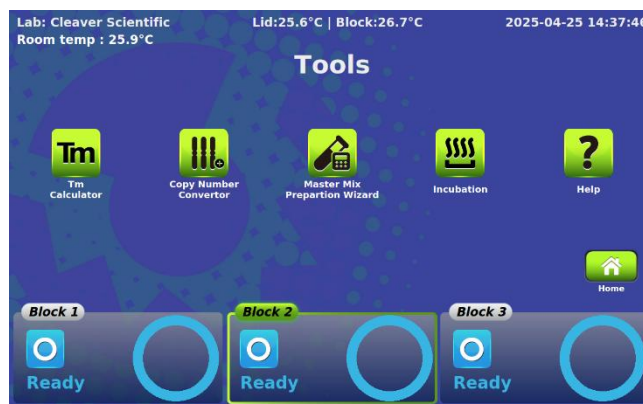 Lab: Cleaver Scientific
Lid:25.6°C | Block:26.7°C
2025-04-25 14:37:46
Room temp : 25.9°C
Tools
Tm
Tm
Calculator
Copy Number
Convertor
Master Mix
Prepartion Wizard
Incubation
?
Help
Home
Block 1
Ready
Block 2
Ready
Block 3
Ready